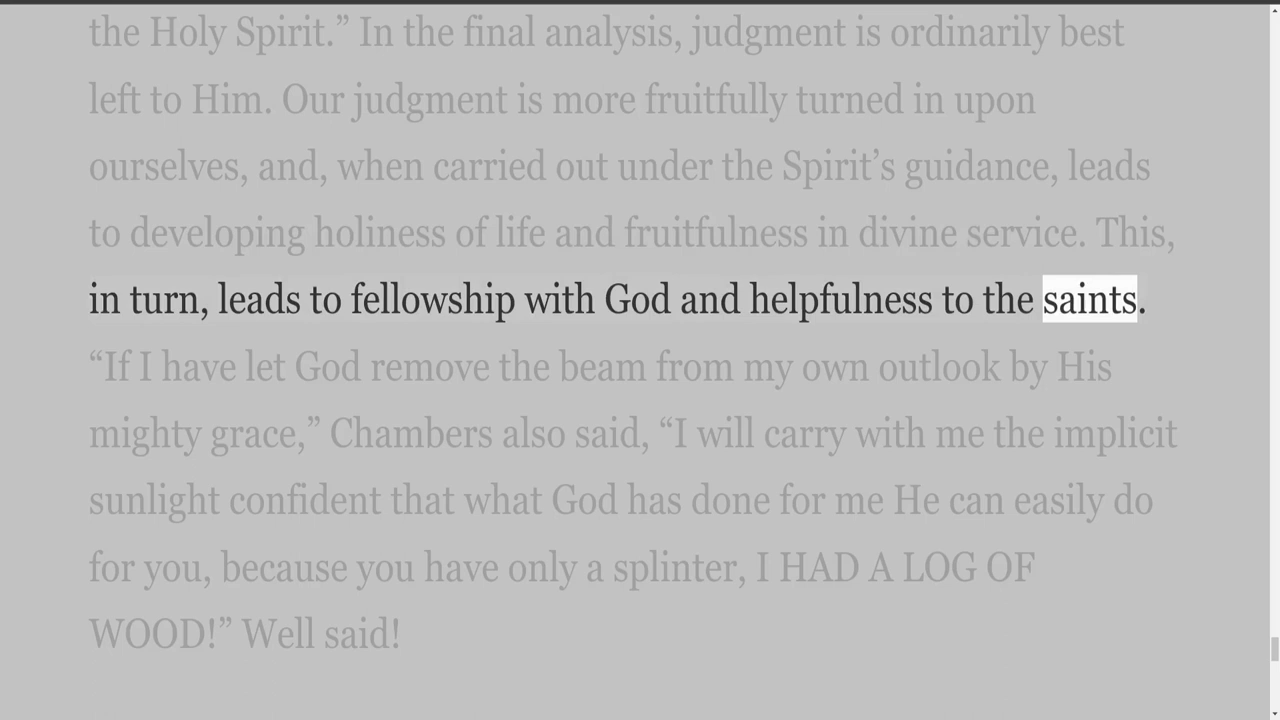 the Holy Spirit.” In the final analysis, judgment is ordinarily best
left to Him. Our judgment is more fruitfully turned in upon
ourselves, and, when carried out under the Spirit’s guidance, leads
to developing holiness of life and fruitfulness in divine service. This,
in turn, leads to fellowship with God and helpfulness to the saints.
“If I have let God remove the beam from my own outlook by His
mighty grace,” Chambers also said, “I will carry with me the implicit
sunlight confident that what God has done for me He can easily do
for you, because you have only a splinter, I HAD A LOG OF
WOOD!” Well said!